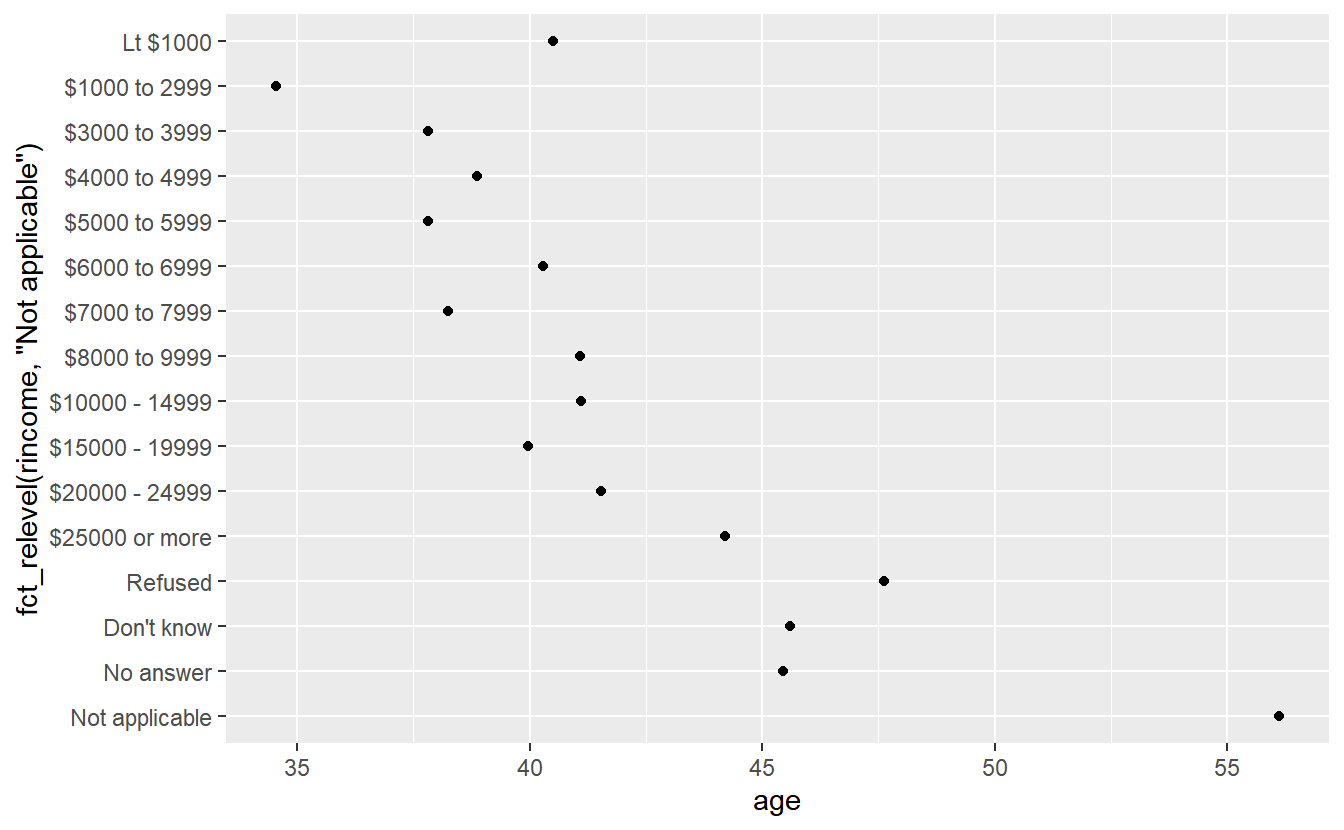 fct_relevel(rincome, "Not applicable")
Lt $1000
$1000 to 2999
$3000 to 3999
$4000 to 4999
$5000 to 5999
$6000 to 6999
$7000 to 7999
$8000 to 9999
$10000 - 14999
$15000 - 19999
$20000 - 24999
$25000 or more
Refused
Don't know
No answer
Not applicable
35 40 45 50 55
age